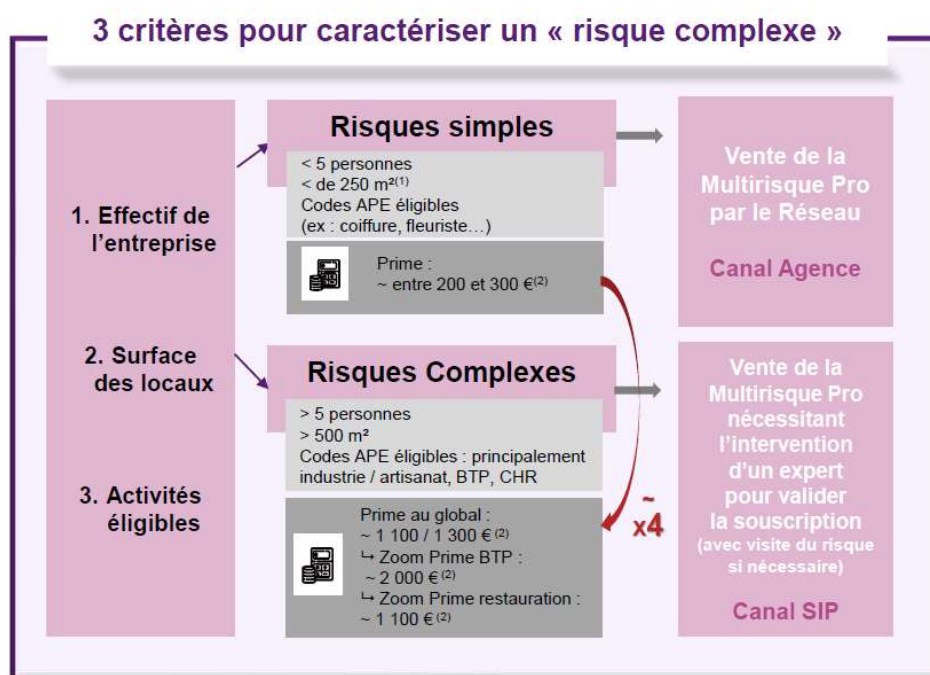 3 critères pour caractériser un « risque complexe »
1. Effectif de
l’entreprise
2. Surface
des locaux
3. Activités
éligibles
Risques simples
< 5 personnes
< de 250 m²⁽¹⁾
Codes APE éligibles
(ex : coiffure, fleuriste…)
Prime :
~ entre 200 et 300 €⁽²⁾
Vente de la
Multirisque Pro
par le Réseau
Canal Agence
Risques Complexes
> 5 personnes
> 500 m²
Codes APE éligibles : principalement
industrie / artisanat, BTP, CHR
Prime au global :
~ 1 100 / 1 300 €⁽²⁾
↳ Zoom Prime BTP :
~ 2 000 €⁽²⁾
↳ Zoom Prime restauration :
~ 1 100 €⁽²⁾
~
x4
Vente de la
Multirisque Pro
nécessitant
l’intervention
d’un expert
pour valider
la souscription
(avec visite du risque
si nécessaire)
Canal SIP